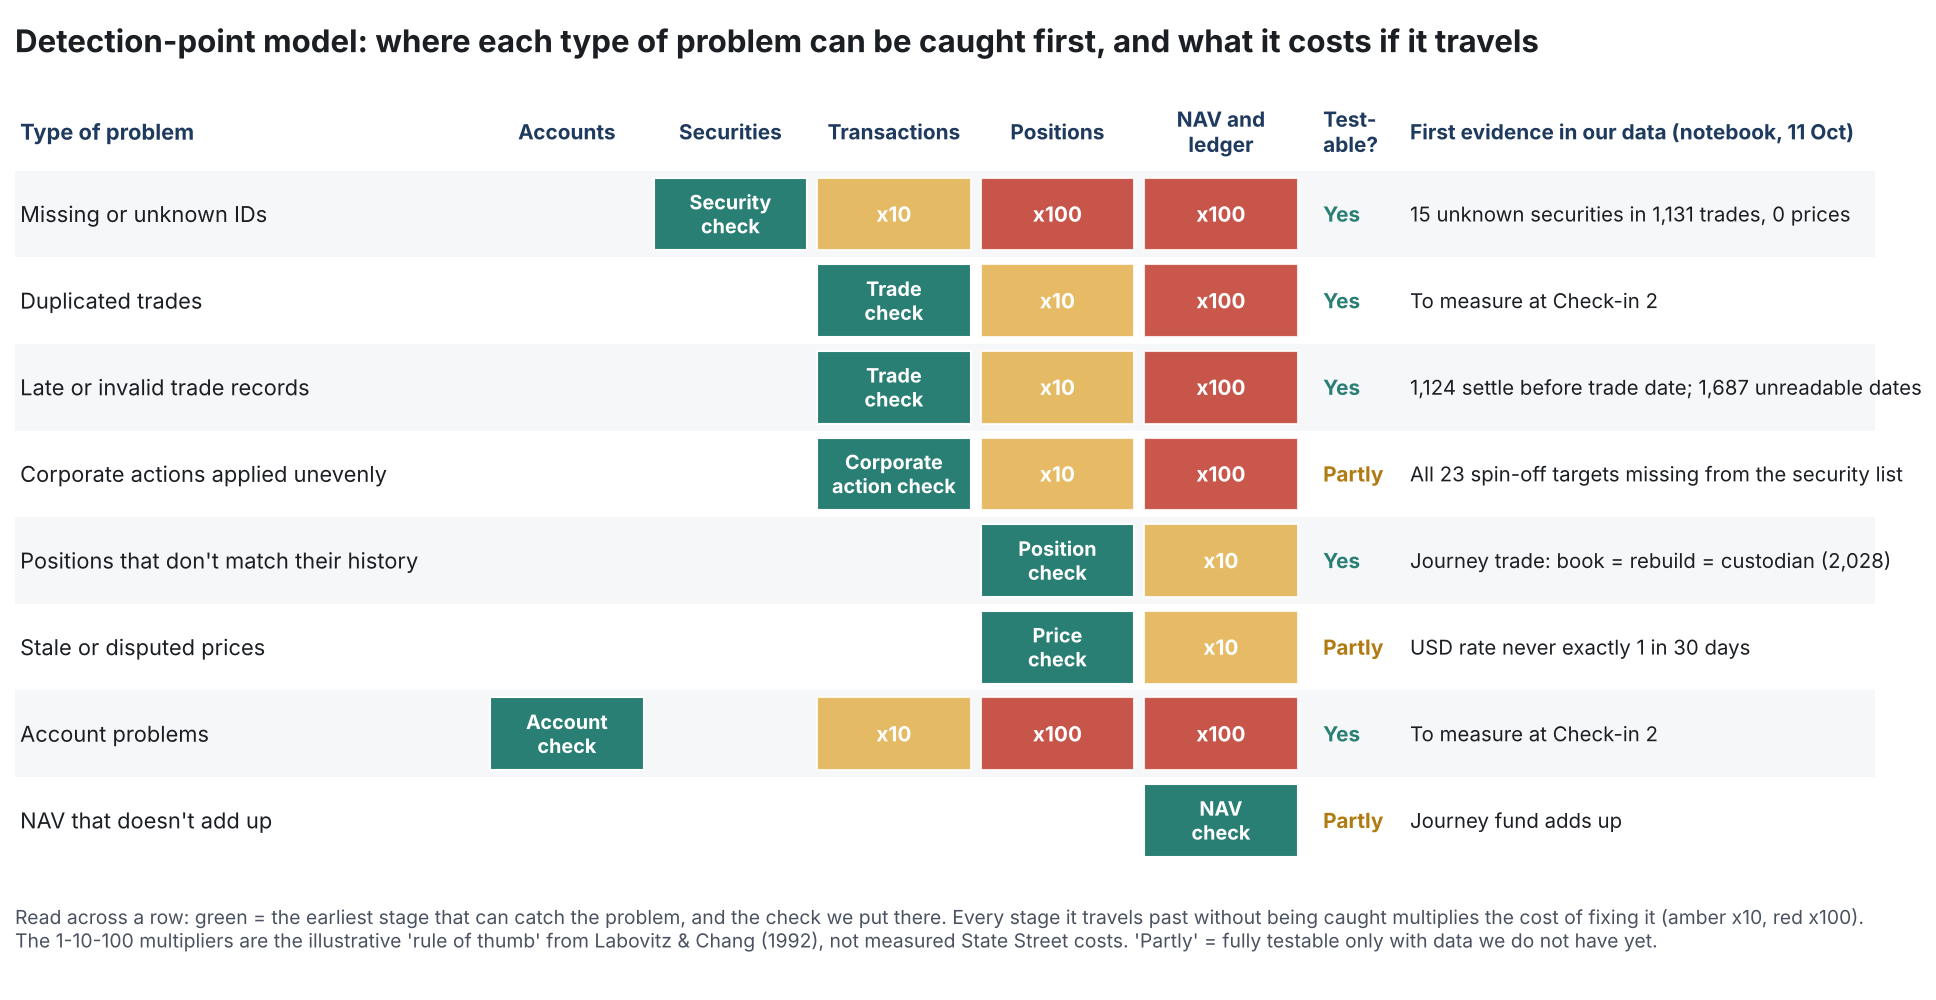 Detection-point model: where each type of problem can be caught first, and what it costs if it travels
Type of problem Accounts Securities Transactions Positions NAV and ledger Test-able? First evidence in our data (notebook, 11 Oct)
Missing or unknown IDs Security check x10 x100 x100 Yes 15 unknown securities in 1,131 trades, 0 prices
Duplicated trades Trade check x10 x100 Yes To measure at Check-in 2
Late or invalid trade records Trade check x10 x100 Yes 1,124 settle before trade date; 1,687 unreadable dates
Corporate actions applied unevenly Corporate action check x10 x100 Partly All 23 spin-off targets missing from the security list
Positions that don't match their history Position check x10 Yes Journey trade: book = rebuild = custodian (2,028)
Stale or disputed prices Price check x10 Partly USD rate never exactly 1 in 30 days
Account problems Account check x10 x100 x100 Yes To measure at Check-in 2
NAV that doesn't add up NAV check Partly Journey fund adds up
Read across a row: green = the earliest stage that can catch the problem, and the check we put there. Every stage it travels past without being caught multiplies the cost of fixing it (amber x10, red x100).
The 1-10-100 multipliers are the illustrative 'rule of thumb' from Labovitz & Chang (1992), not measured State Street costs. 'Partly' = fully testable only with data we do not have yet.